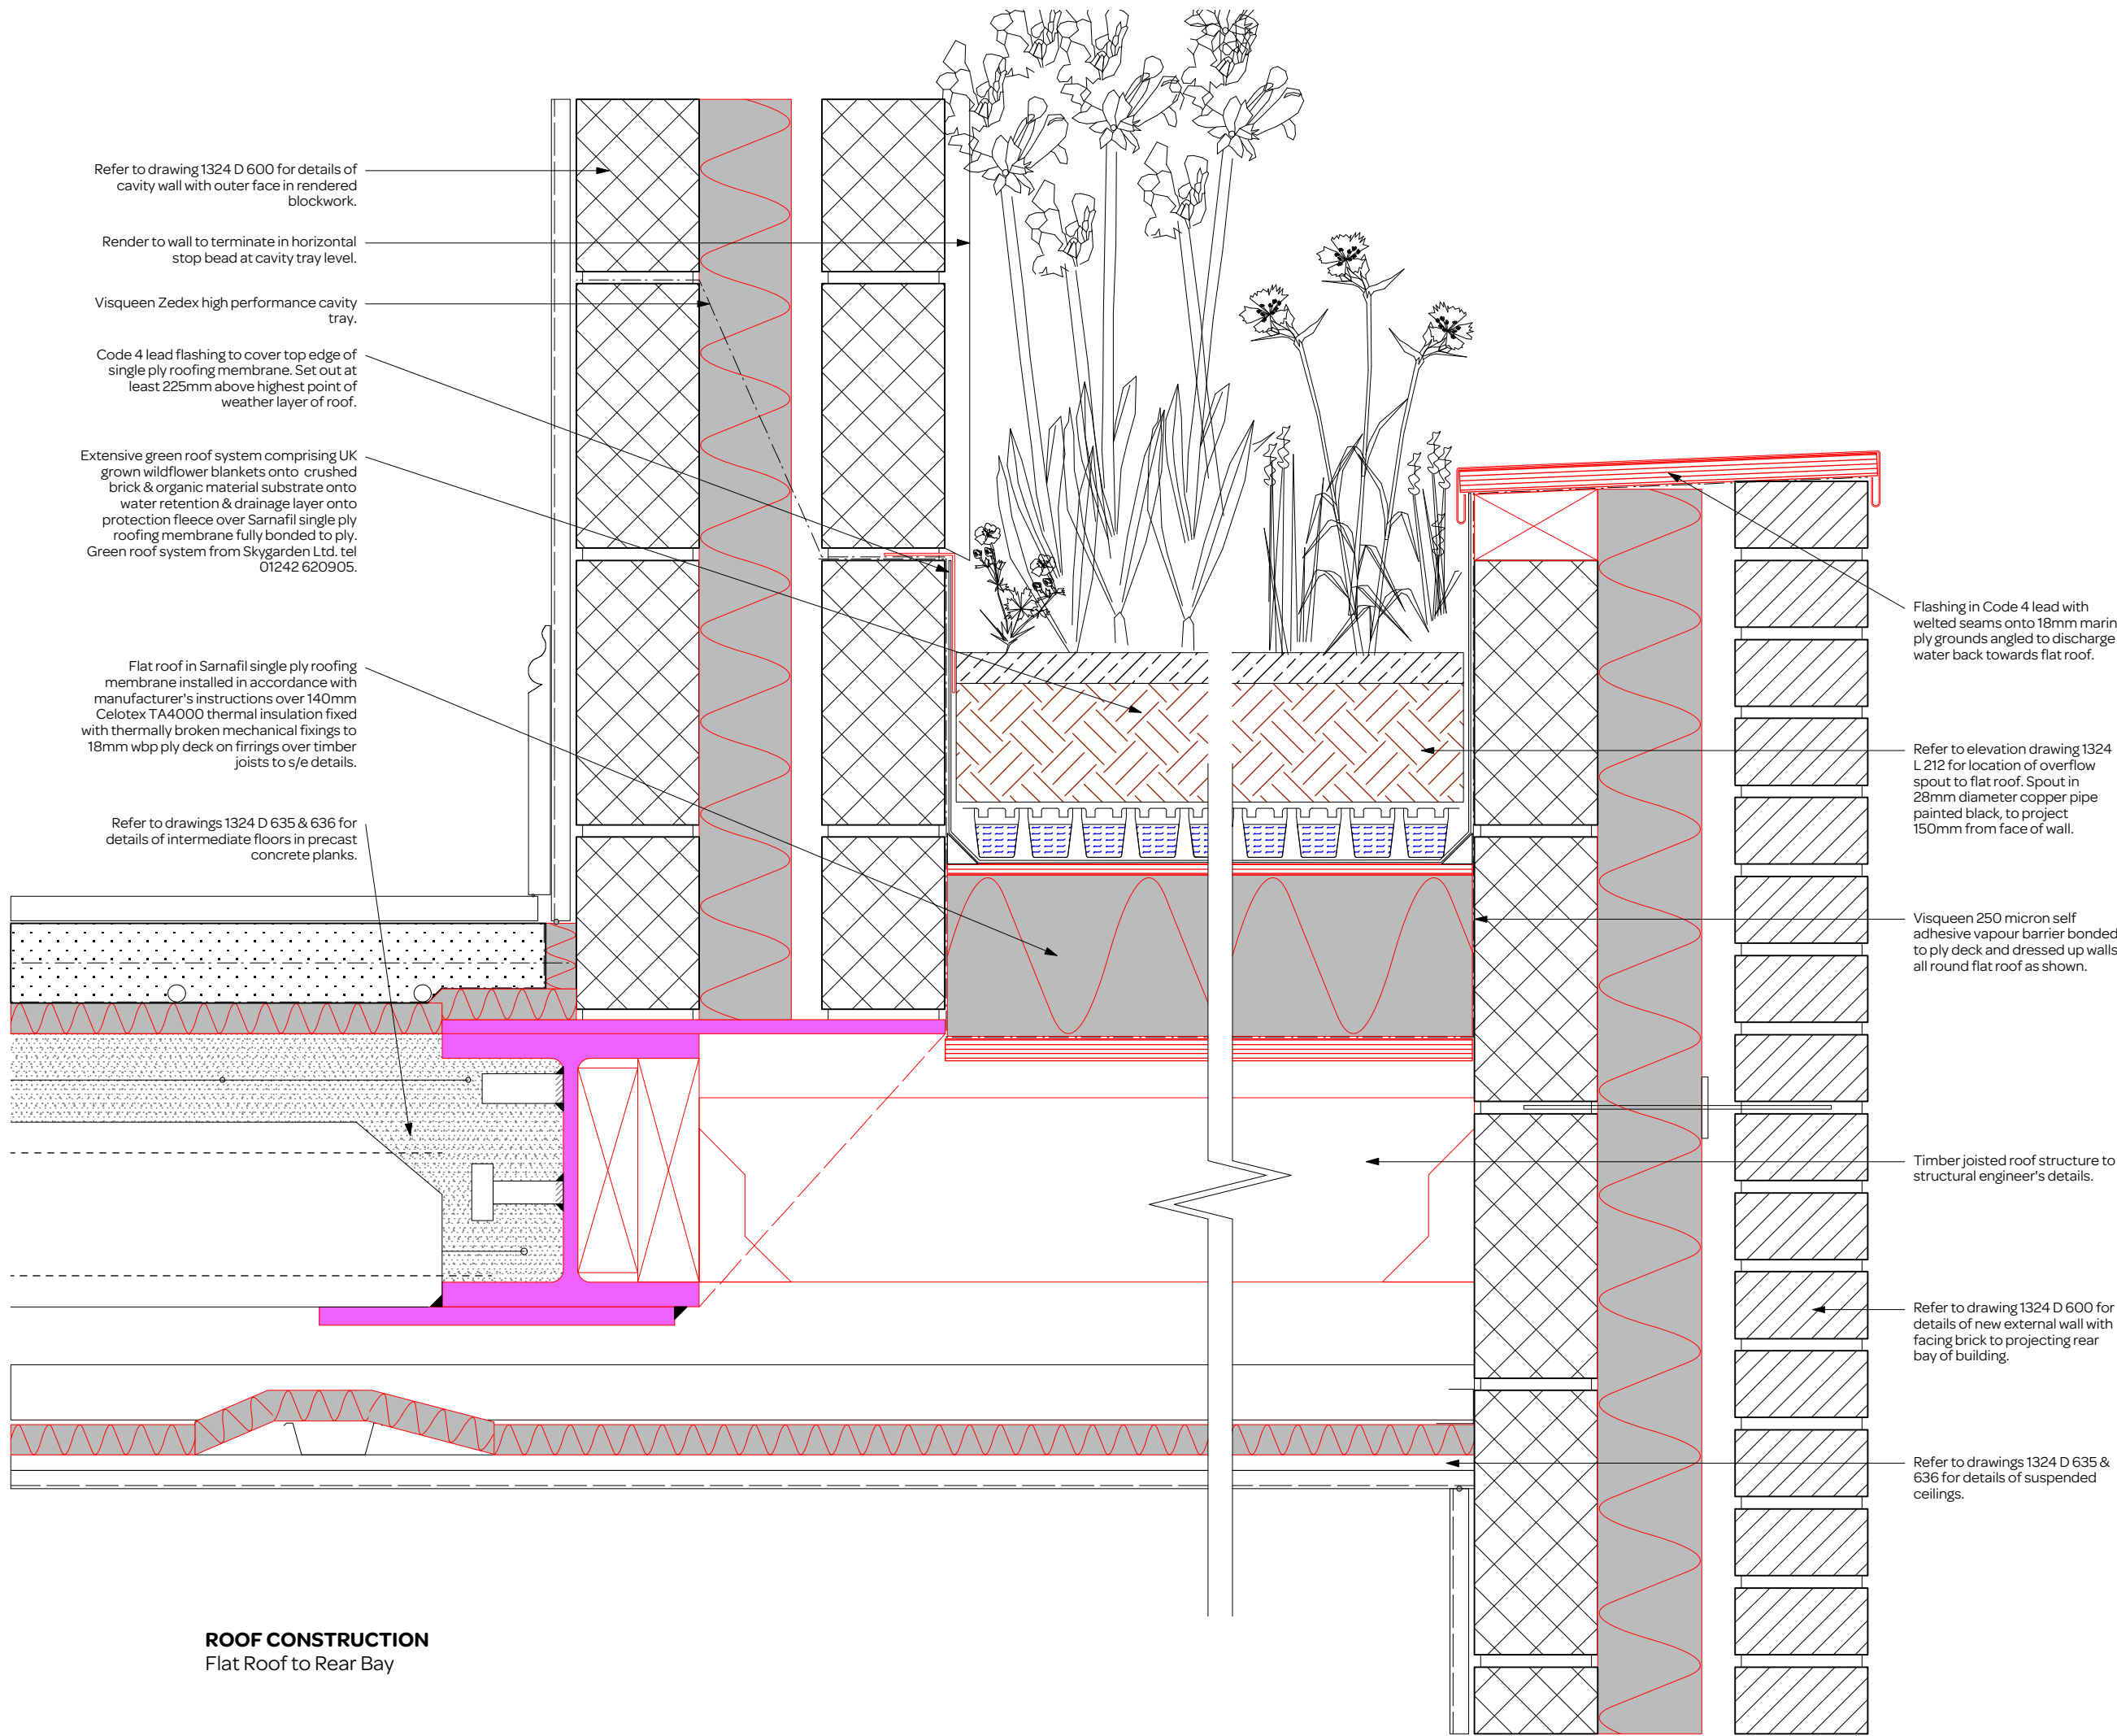 Refer to drawing 1324 D 600 for details of
cavity wall with outer face in rendered
blockwork.
Render to wall to terminate in horizontal
stop bead at cavity tray level.
Visqueen Zedex high performance cavity
tray.
Code 4 lead flashing to cover top edge of
single ply roofing membrane. Set out at
least 225mm above highest point of
weather layer of roof.
Extensive green roof system comprising UK
grown wildflower blankets onto crushed
brick & organic material substrate onto
water retention & drainage layer onto
protection fleece over Sarnafil single ply
roofing membrane fully bonded to ply.
Green roof system from Skygarden Ltd. tel
01242 620905.
Flat roof in Sarnafil single ply roofing
membrane installed in accordance with
manufacturer's instructions over 140mm
Celotex TA4000 thermal insulation fixed
with thermally broken mechanical fixings to
18mm wbp ply deck on firrings over timber
joists to s/e details.
Refer to drawings 1324 D 635 & 636 for
details of intermediate floors in precast
concrete planks.
Flashing in Code 4 lead with
welted seams onto 18mm marin
ply grounds angled to discharge
water back towards flat roof.
Refer to elevation drawing 1324
L 212 for location of overflow
spout to flat roof. Spout in
28mm diameter copper pipe
painted black, to project
150mm from face of wall.
Visqueen 250 micron self
adhesive vapour barrier bonded
to ply deck and dressed up walls
all round flat roof as shown.
Timber joisted roof structure to
structural engineer's details.
Refer to drawing 1324 D 600 for
details of new external wall with
facing brick to projecting rear
bay of building.
Refer to drawings 1324 D 635 &
636 for details of suspended
ceilings.
ROOF CONSTRUCTION
Flat Roof to Rear Bay